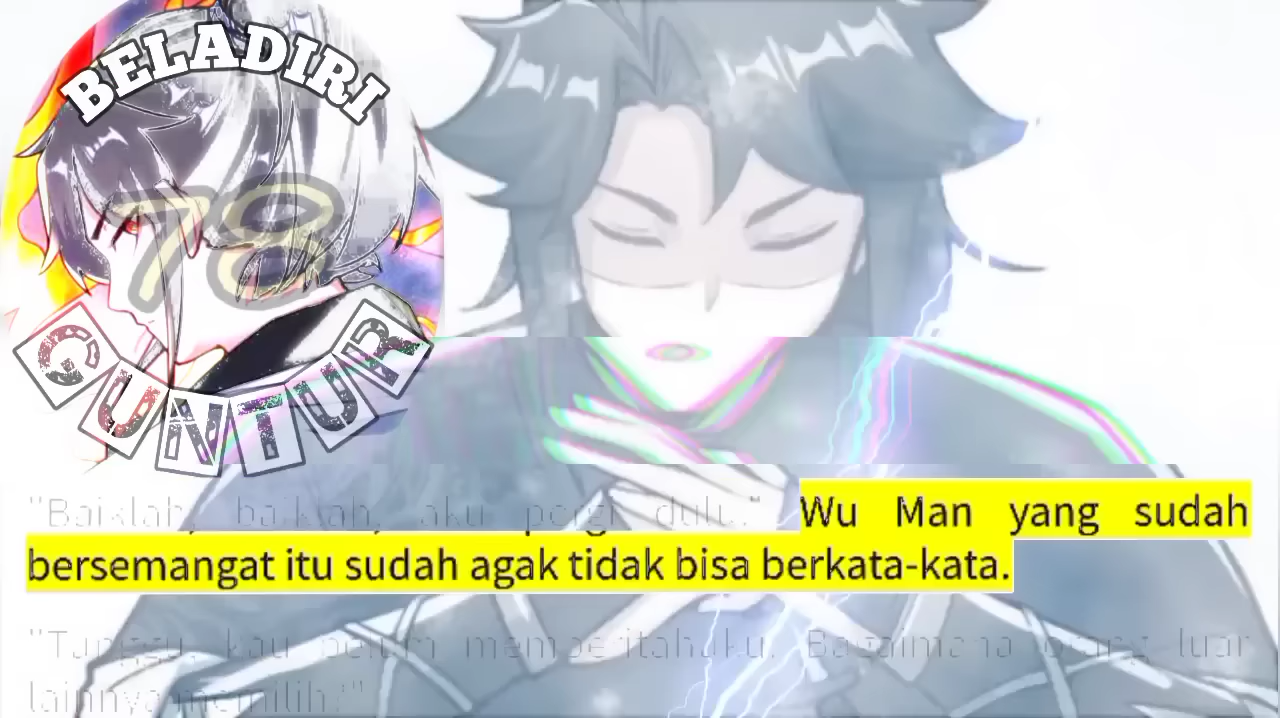 BELADIRI
78
GUNTUR
"Baiklah, baiklah, aku pergi dulu." Wu Man yang sudah
bersemangat itu sudah agak tidak bisa berkata-kata.
"Tunggu, kau belum memberitahuku. Bagaimana orang luar
lainnya memilih?"